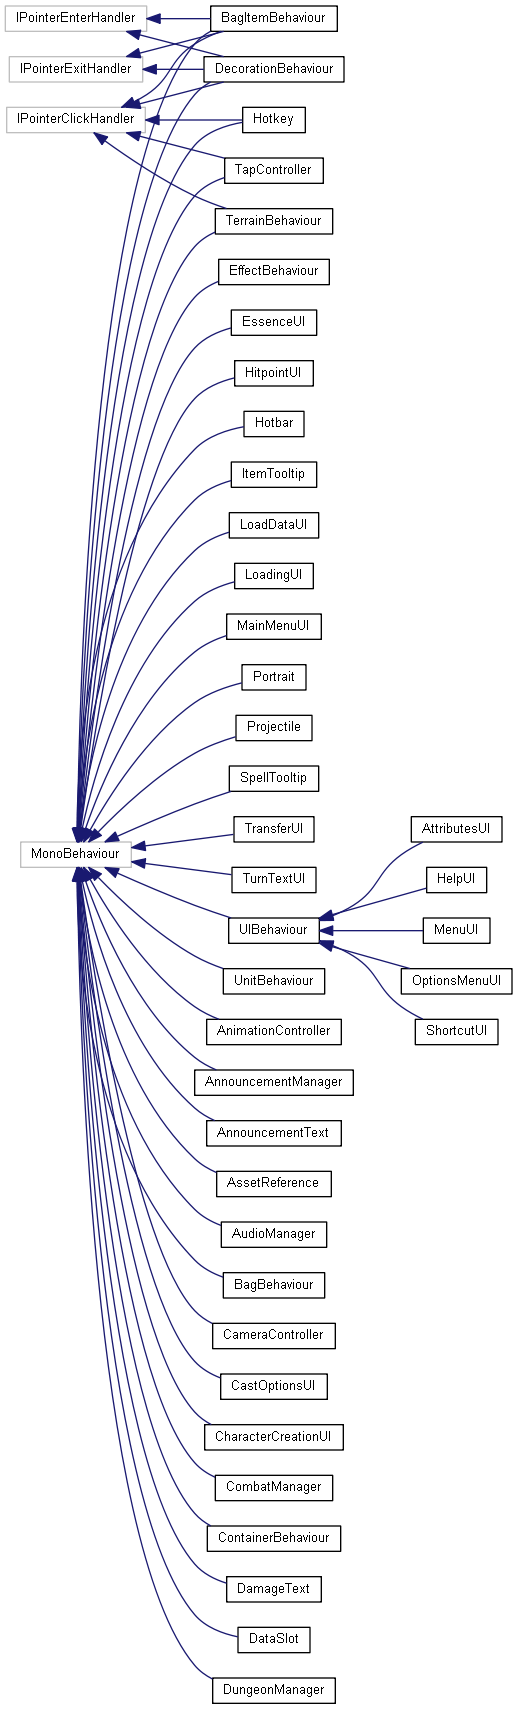 IPointerEnterHandler
BagItemBehaviour
IPointerExitHandler
DecorationBehaviour
IPointerClickHandler
Hotkey
TapController
TerrainBehaviour
EffectBehaviour
EssenceUI
HitpointUI
Hotbar
ItemTooltip
LoadDataUI
LoadingUI
MainMenuUI
Portrait
Projectile
SpellTooltip
TransferUI
AttributesUI
MonoBehaviour
TurnTextUI
HelpUI
UIBehaviour
MenuUI
UnitBehaviour
OptionsMenuUI
AnimationController
ShortcutUI
AnnouncementManager
AnnouncementText
AssetReference
AudioManager
BagBehaviour
CameraController
CastOptionsUI
CharacterCreationUI
CombatManager
ContainerBehaviour
DamageText
DataSlot
DungeonManager